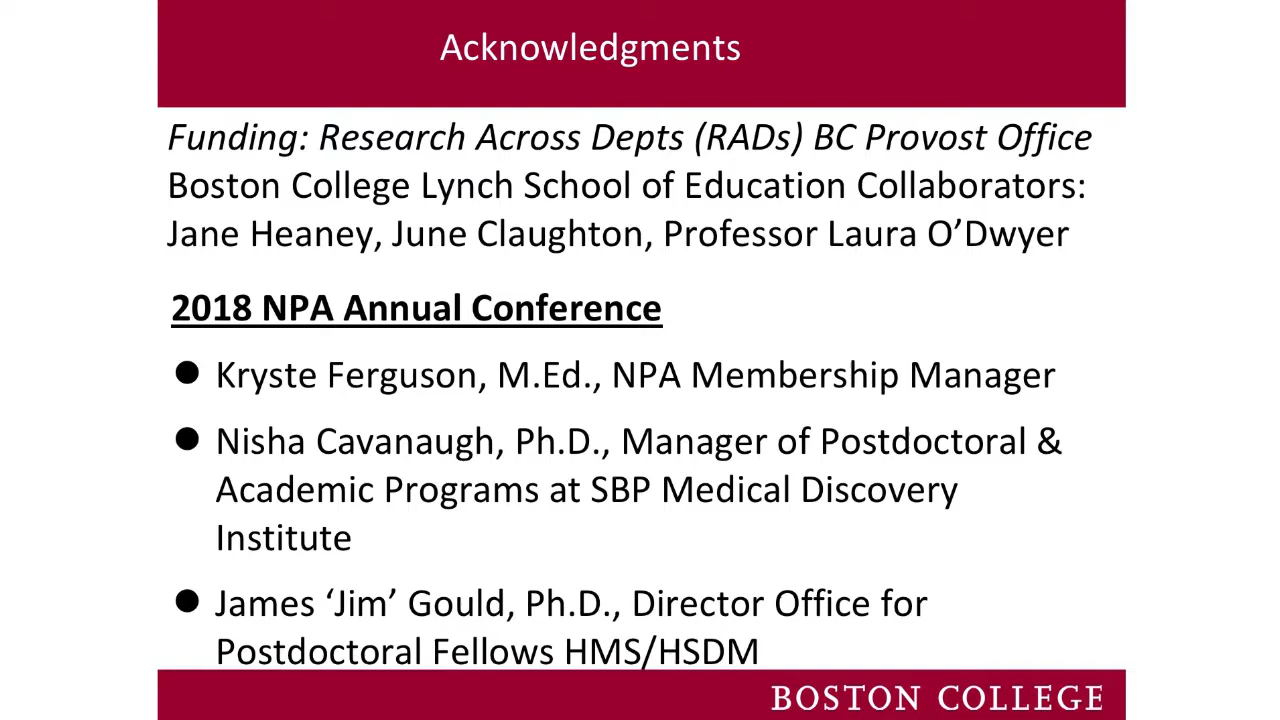 Acknowledgments
Funding: Research Across Depts (RADs) BC Provost Office
Boston College Lynch School of Education Collaborators:
Jane Heaney, June Claughton, Professor Laura O’Dwyer
2018 NPA Annual Conference
● Kryste Ferguson, M.Ed., NPA Membership Manager
● Nisha Cavanaugh, Ph.D., Manager of Postdoctoral &
Academic Programs at SBP Medical Discovery
Institute
● James ‘Jim’ Gould, Ph.D., Director Office for
Postdoctoral Fellows HMS/HSDM
BOSTON COLLEGE